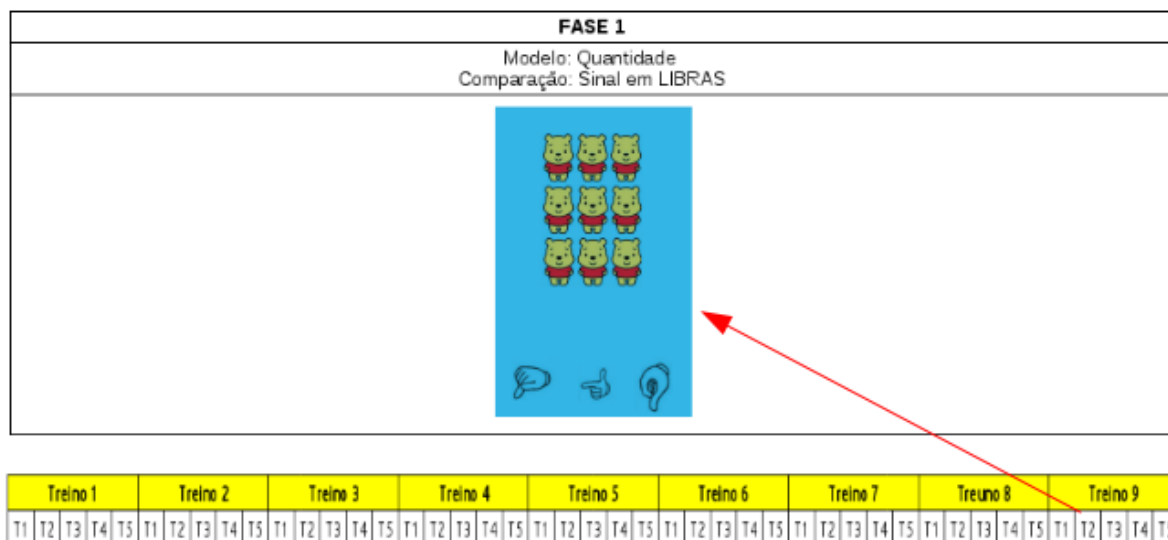 FASE 1
Modelo: Quantidade
Comparação: Sinal em LIBRAS
Treino 1 Treino 2 Treino 3 Treino 4 Treino 5 Treino 6 Treino 7 Treuno 8 Treino 9
T1 T2 T3 T4 T5 T1 T2 T3 T4 T5 T1 T2 T3 T4 T5 T1 T2 T3 T4 T5 T1 T2 T3 T4 T5 T1 T2 T3 T4 T5 T1 T2 T3 T4 T5 T1 T2 T3 T4 T5 T1 T2 T3 T4 T5